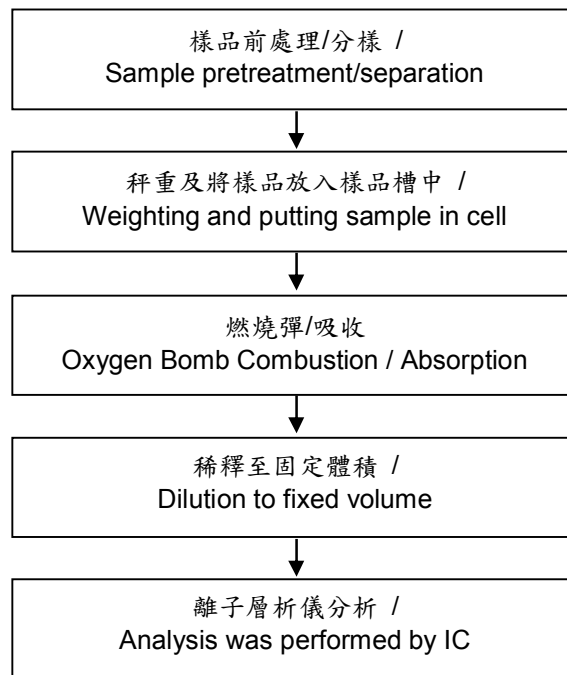 樣品前處理/分樣 /
Sample pretreatment/separation
秤重及將樣品放入樣品槽中 /
Weighting and putting sample in cell
燃燒彈/吸收
Oxygen Bomb Combustion / Absorption
稀釋至固定體積 /
Dilution to fixed volume
離子層析儀分析 /
Analysis was performed by IC